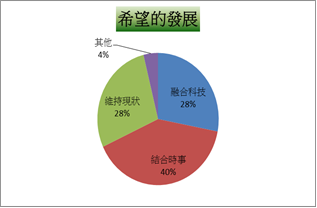 希望的發展
其他
4%
融合科技
28%
維持現狀
28%
結合時事
40%